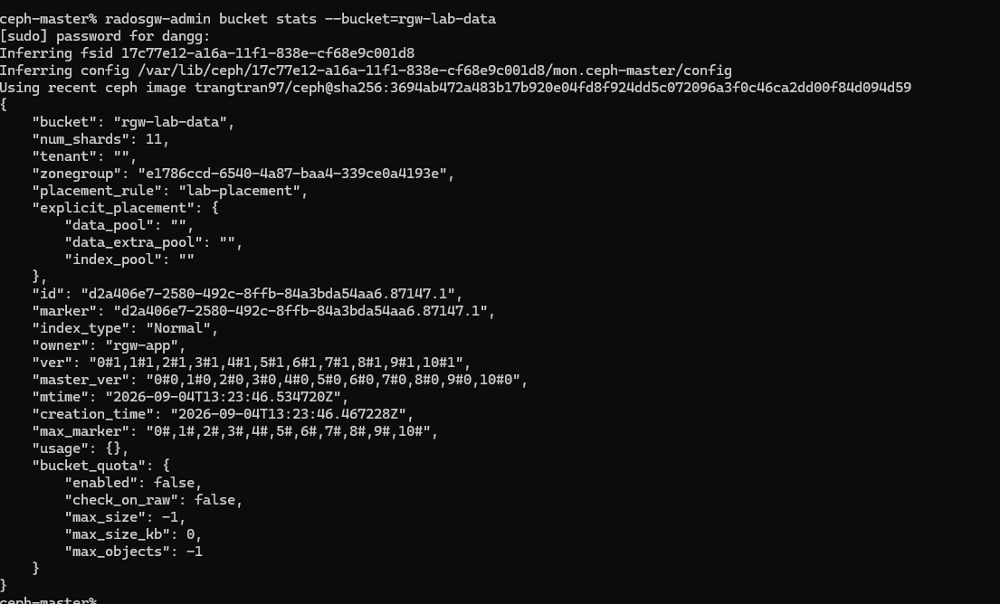 ceph-master% radosgw-admin bucket stats --bucket=rgw-lab-data
[sudo] password for dangg:
Inferring fsid 17c77e12-a16a-11f1-838e-cf68e9c001d8
Inferring config /var/lib/ceph/17c77e12-a16a-11f1-838e-cf68e9c001d8/mon.ceph-master/config
Using recent ceph image trangtran97/ceph@sha256:3694ab472a483b17b920e04fd8f924dd5c072096a3f0c46ca2dd00f84d094d59
{
    "bucket": "rgw-lab-data",
    "num_shards": 11,
    "tenant": "",
    "zonegroup": "e1786ccd-6540-4a87-baa4-339ce0a4193e",
    "placement_rule": "lab-placement",
    "explicit_placement": {
        "data_pool": "",
        "data_extra_pool": "",
        "index_pool": ""
    },
    "id": "d2a406e7-2580-492c-8ffb-84a3bda54aa6.87147.1",
    "marker": "d2a406e7-2580-492c-8ffb-84a3bda54aa6.87147.1",
    "index_type": "Normal",
    "owner": "rgw-app",
    "ver": "0#1,1#1,2#1,3#1,4#1,5#1,6#1,7#1,8#1,9#1,10#1",
    "master_ver": "0#0,1#0,2#0,3#0,4#0,5#0,6#0,7#0,8#0,9#0,10#0",
    "mtime": "2026-09-04T13:23:46.534720Z",
    "creation_time": "2026-09-04T13:23:46.467228Z",
    "max_marker": "0#,1#,2#,3#,4#,5#,6#,7#,8#,9#,10#",
    "usage": {},
    "bucket_quota": {
        "enabled": false,
        "check_on_raw": false,
        "max_size": -1,
        "max_size_kb": 0,
        "max_objects": -1
    }
}
ceph-master%